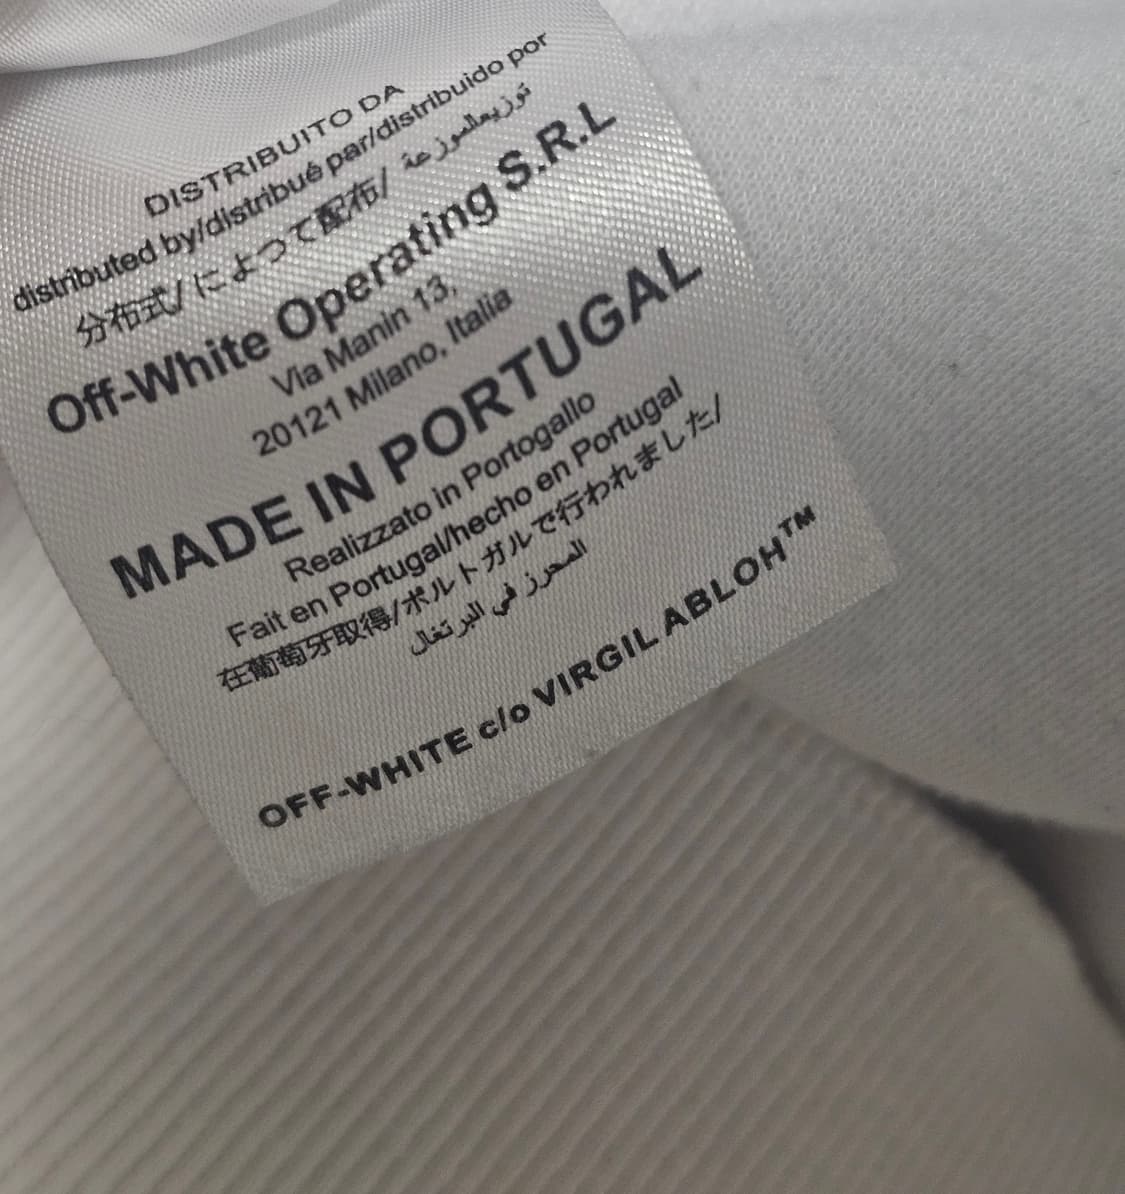 DISTRIBUITO DA
distributed by/distribué par/distribuido por
分布式/によつて配布/ توزيعالموزعة
Off-White Operating S.R.L
Via Manin 13,
20121 Milano, Italia
MADE IN PORTUGAL
Realizzato in Portogallo
Fait en Portugal/hecho en Portugal
在葡萄牙取得/ポルトガルで行われました/
المحرز في البرتغال
OFF-WHITE c/o VIRGIL ABLOH™